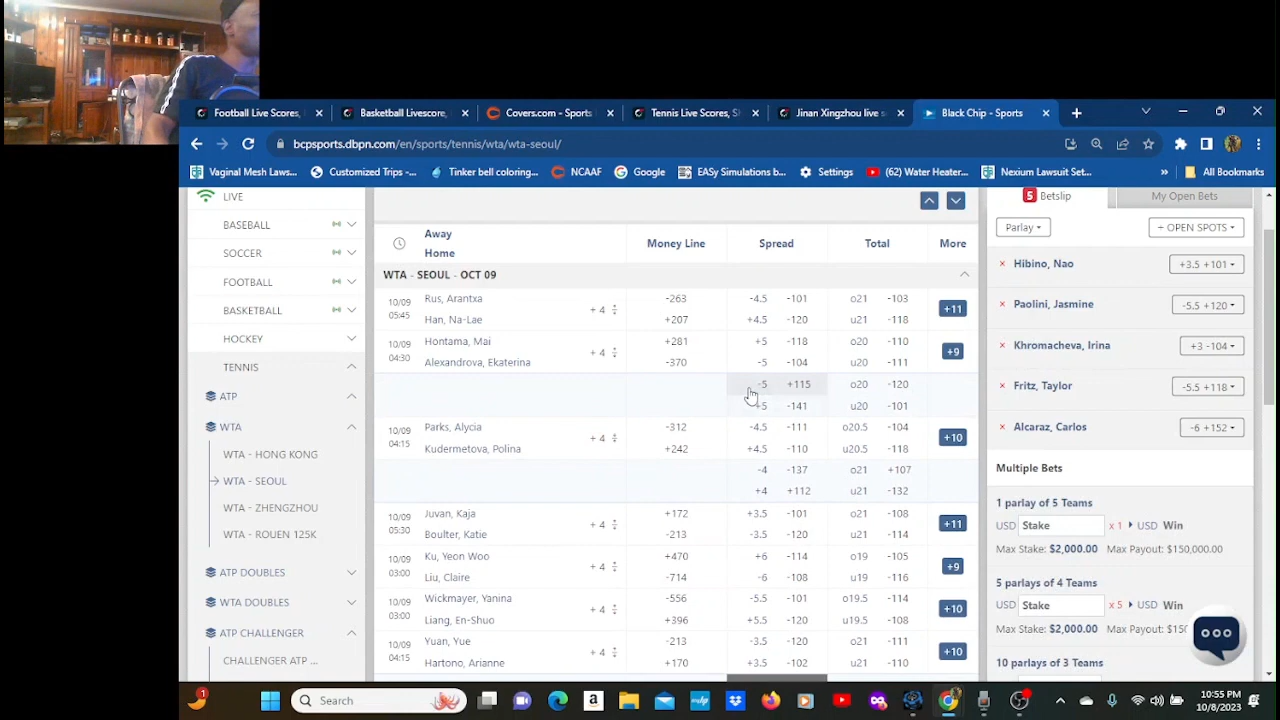 Football Live Scores,
Basketball Livescore,
Covers.com - Sports
Tennis Live Scores, S
Jinan Xingzhou live s
Black Chip - Sports
bcpsports.dbpn.com/en/sports/tennis/wta/wta-seoul/
Vaginal Mesh Laws...
Customized Trips -...
Tinker bell coloring...
NCAAF
Google
EASy Simulations b...
Settings
(62) Water Heater...
Nexium Lawsuit Set...
»
All Bookmarks
LIVE
BASEBALL
SOCCER
FOOTBALL
BASKETBALL
HOCKEY
TENNIS
ATP
WTA
WTA - HONG KONG
WTA - SEOUL
WTA - ZHENGZHOU
WTA - ROUEN 125K
ATP DOUBLES
WTA DOUBLES
ATP CHALLENGER
CHALLENGER ATP ...
Away
Home
Money Line
Spread
Total
More
WTA - SEOUL - OCT 09
10/09 Rus, Arantxa -263 -4.5 -101 o21 -103
05:45 Han, Na-Lae + 4 +207 +4.5 -120 u21 -118 +11
10/09 Hontama, Mai +281 +5 -118 o20 -110
04:30 Alexandrova, Ekaterina + 4 -370 -5 -104 u20 -111 +9
-5 +115 o20 -120
+5 -141 u20 -101
10/09 Parks, Alycia -312 -4.5 -111 o20.5 -104
04:15 Kudermetova, Polina + 4 +242 +4.5 -110 u20.5 -118 +10
-4 -137 o21 +107
+4 +112 u21 -132
10/09 Juvan, Kaja +172 +3.5 -101 o21 -108
05:30 Boulter, Katie + 4 -213 -3.5 -120 u21 -114 +11
10/09 Ku, Yeon Woo +470 +6 -114 o19 -105
03:00 Liu, Claire + 4 -714 -6 -108 u19 -116 +9
10/09 Wickmayer, Yanina -556 -5.5 -101 o19.5 -114
03:00 Liang, En-Shuo + 4 +396 +5.5 -120 u19.5 -108 +10
10/09 Yuan, Yue -213 -3.5 -120 o21 -111
04:15 Hartono, Arianne + 4 +170 +3.5 -102 u21 -110 +10
5 Betslip
My Open Bets
Parlay
+ OPEN SPOTS
× Hibino, Nao +3.5 +101
× Paolini, Jasmine -5.5 +120
× Khromacheva, Irina +3 -104
× Fritz, Taylor -5.5 +118
× Alcaraz, Carlos -6 +152
Multiple Bets
1 parlay of 5 Teams
USD Stake x 1 USD Win
Max Stake: $2,000.00 Max Payout: $150,000.00
5 parlays of 4 Teams
USD Stake x 5 USD Win
Max Stake: $2,000.00 Max Payout: $150
10 parlays of 3 Teams
1
Search
10:55 PM
10/8/2023